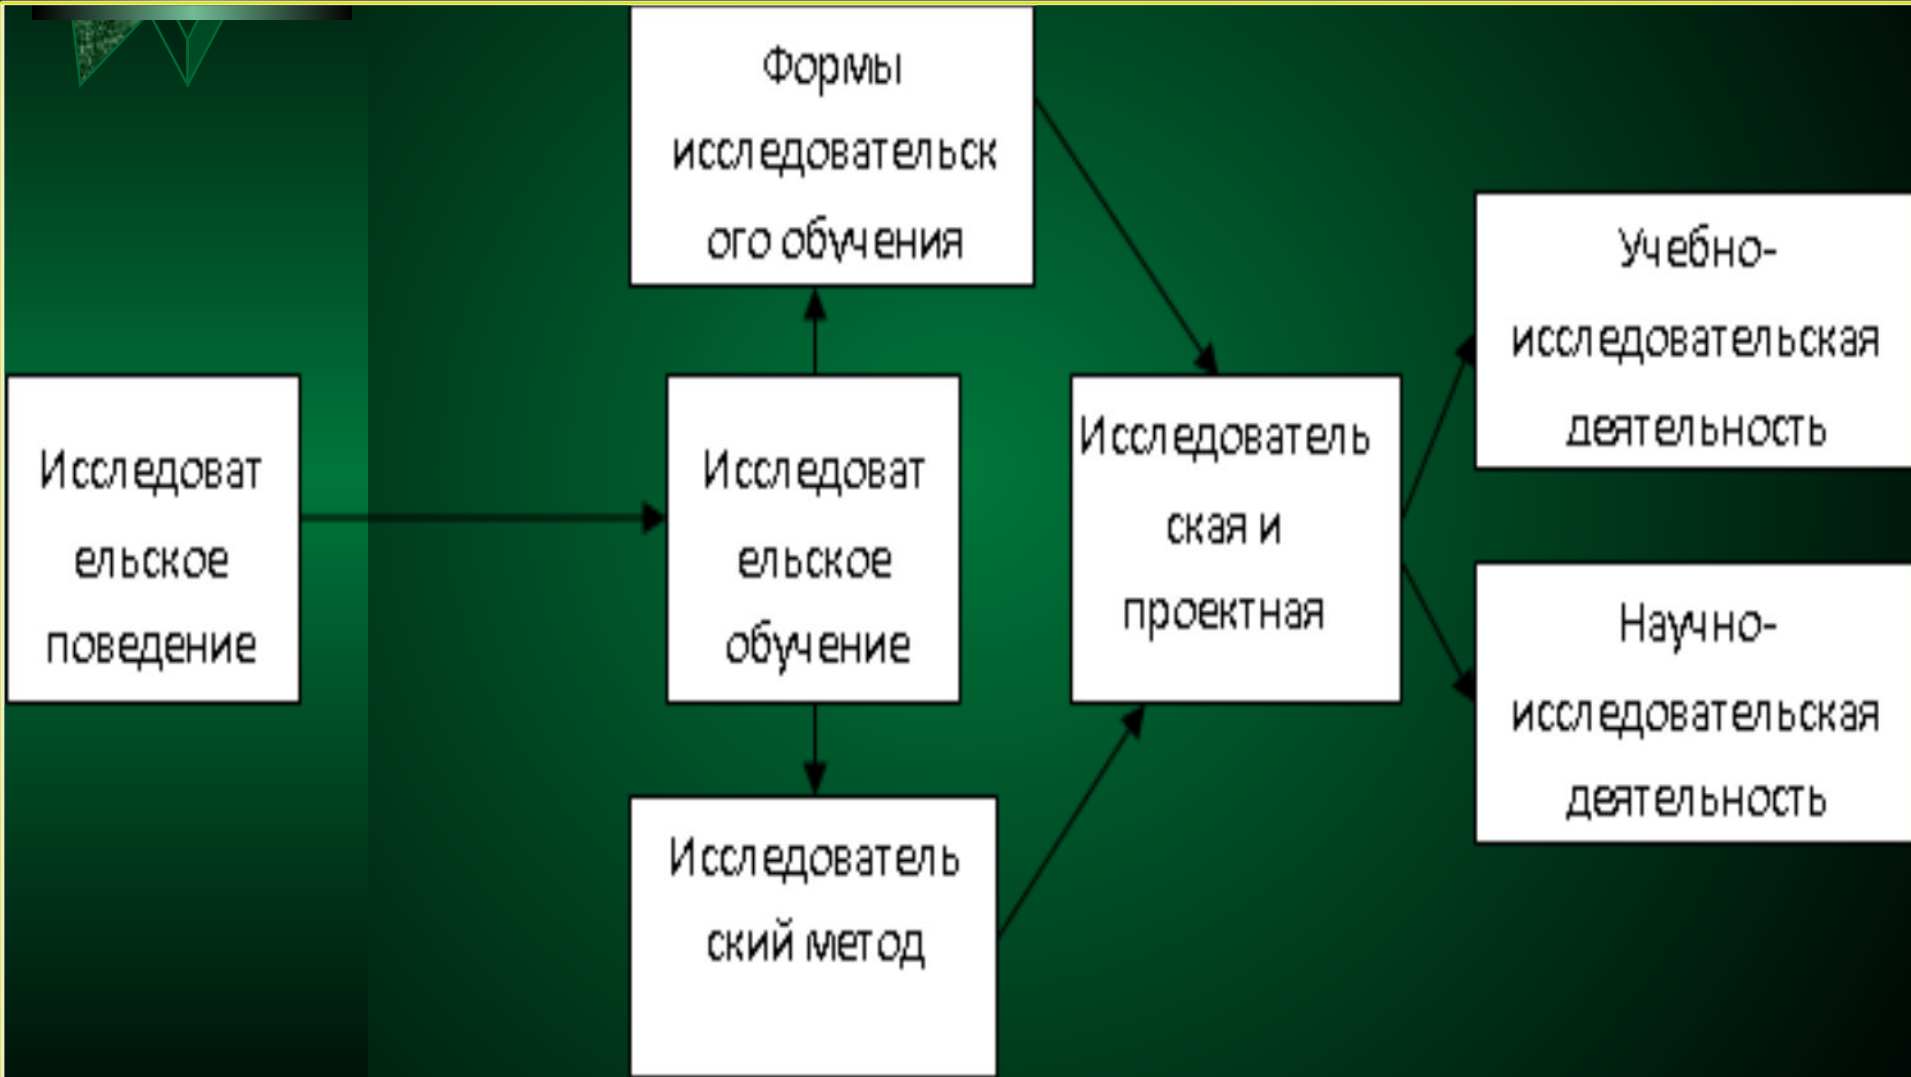 Формы
исследовательск
ого обучения
Исследоват
ельское
поведение
Исследоват
ельское
обучение
Исследователь
ский метод
Исследователь
ская и
проектная
Учебно-
исследовательская
деятельность
Научно-
исследовательская
деятельность